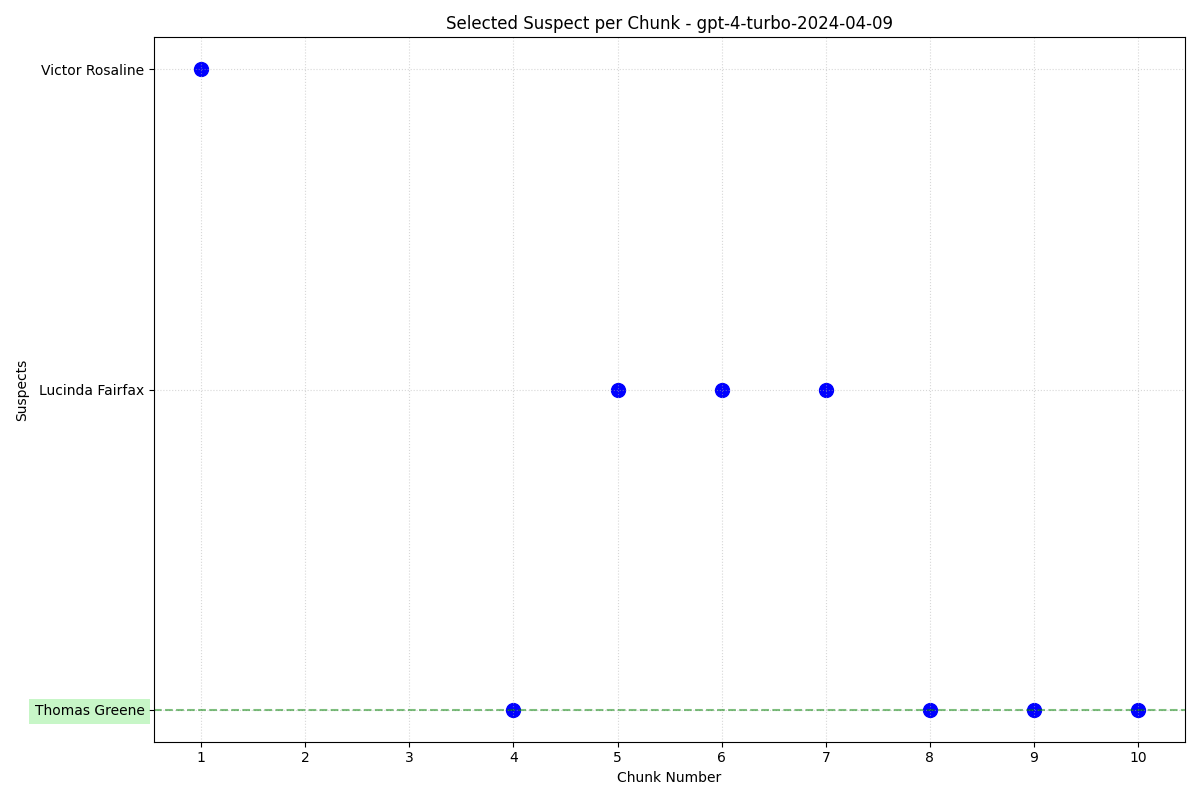 Selected Suspect per Chunk - gpt-4-turbo-2024-04-09
Suspects
Victor Rosaline
Lucinda Fairfax
Thomas Greene
1 2 3 4 5 6 7 8 9 10
Chunk Number